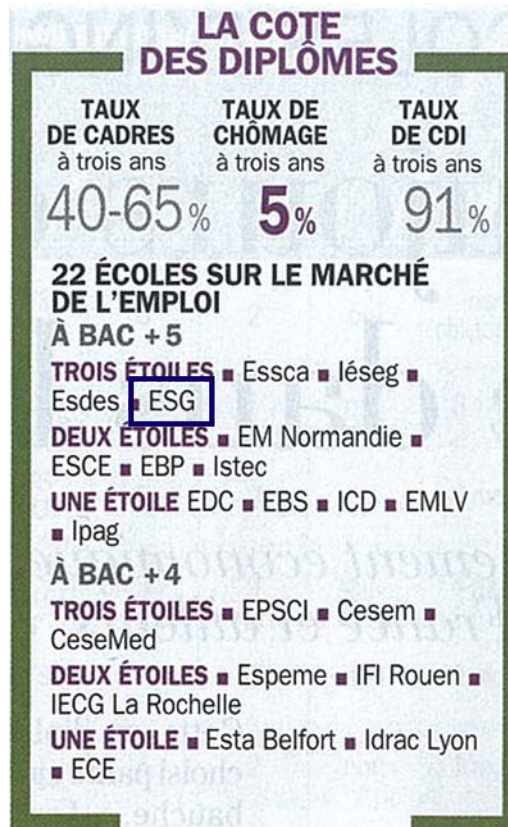 LA COTE
DES DIPLÔMES
TAUX
DE CADRES
à trois ans
40-65%
TAUX DE
CHÔMAGE
à trois ans
5%
TAUX
DE CDI
à trois ans
91%
22 ÉCOLES SUR LE MARCHÉ
DE L'EMPLOI
À BAC +5
TROIS ÉTOILES ■ Essca ■ Iéseg ■
Esdes ■ ESG
DEUX ÉTOILES ■ EM Normandie ■
ESCE ■ EBP ■ Istec
UNE ÉTOILE EDC ■ EBS ■ ICD ■ EMLV
■ Ipag
À BAC +4
TROIS ÉTOILES ■ EPSCI ■ Cesem ■
CeseMed
DEUX ÉTOILES ■ Espeme ■ IFI Rouen ■
IECG La Rochelle
UNE ÉTOILE ■ Esta Belfort ■ Idrac Lyon
■ ECE